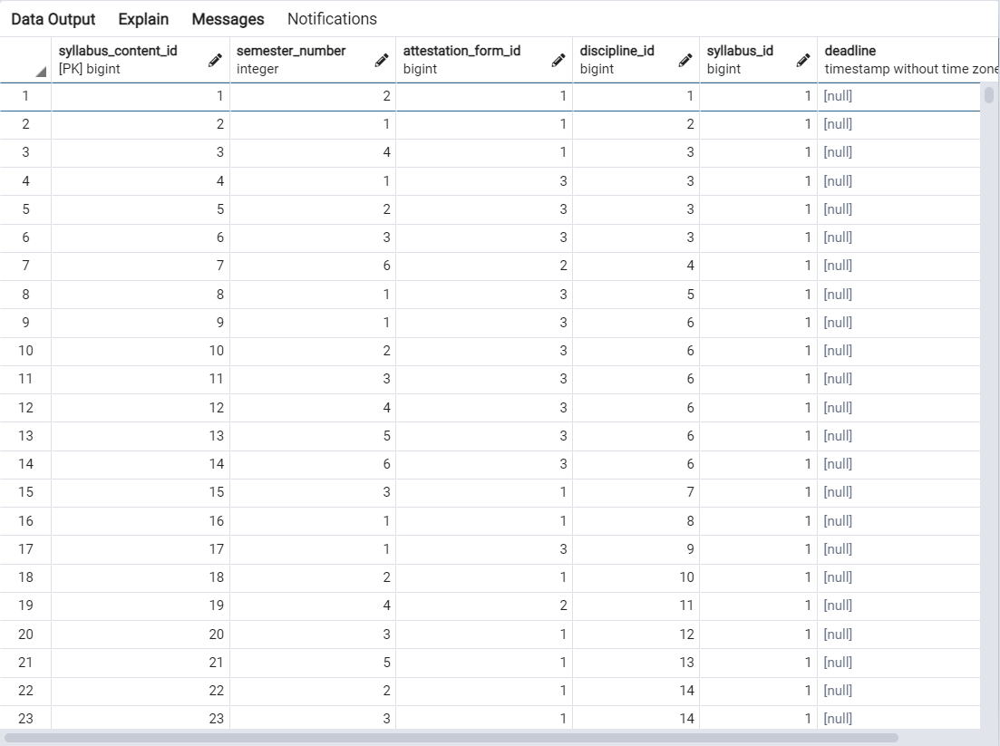 Data Output Explain Messages Notifications
syllabus_content_id semester_number attestation_form_id discipline_id syllabus_id deadline
[PK] bigint integer bigint bigint bigint timestamp without time zone
1 1 2 1 1 1 [null]
2 2 1 1 2 1 [null]
3 3 4 1 3 1 [null]
4 4 1 3 3 1 [null]
5 5 2 3 3 1 [null]
6 6 3 3 3 1 [null]
7 7 6 2 4 1 [null]
8 8 1 3 5 1 [null]
9 9 1 3 6 1 [null]
10 10 2 3 6 1 [null]
11 11 3 3 6 1 [null]
12 12 4 3 6 1 [null]
13 13 5 3 6 1 [null]
14 14 6 3 6 1 [null]
15 15 3 1 7 1 [null]
16 16 1 1 8 1 [null]
17 17 1 3 9 1 [null]
18 18 2 1 10 1 [null]
19 19 4 2 11 1 [null]
20 20 3 1 12 1 [null]
21 21 5 1 13 1 [null]
22 22 2 1 14 1 [null]
23 23 3 1 14 1 [null]